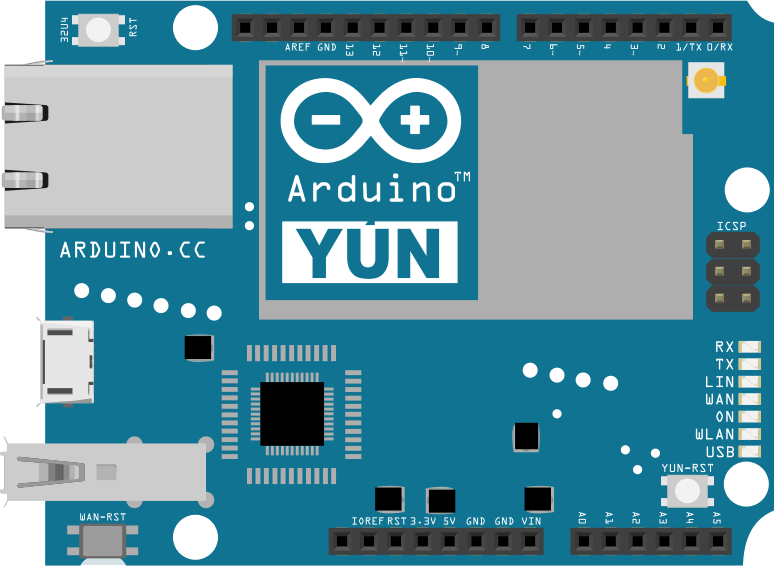 32U4 RST
AREF GND 13 12 11~ 10~ 9~ 8 7 6~ 5~ 4 3~ 2 1/TX 0/RX
Arduino™
YÚN
ARDUINO.CC
ICSP
RX
TX
LIN
WAN
ON
WLAN
USB
YUN-RST
WAN-RST
IOREF RST 3.3V 5V GND GND VIN A0 A1 A2 A3 A4 A5